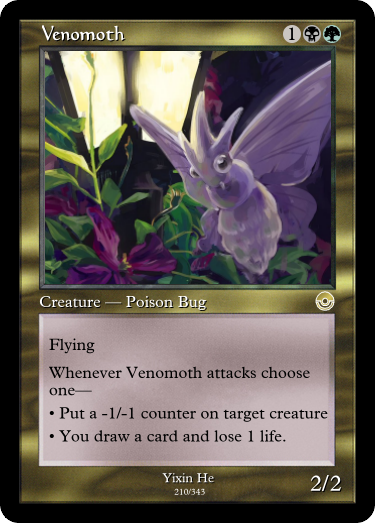 Venomoth 1
Creature — Poison Bug
Flying
Whenever Venomoth attacks choose
one—
• Put a -1/-1 counter on target creature
• You draw a card and lose 1 life.
Yixin He
210/343
2/2